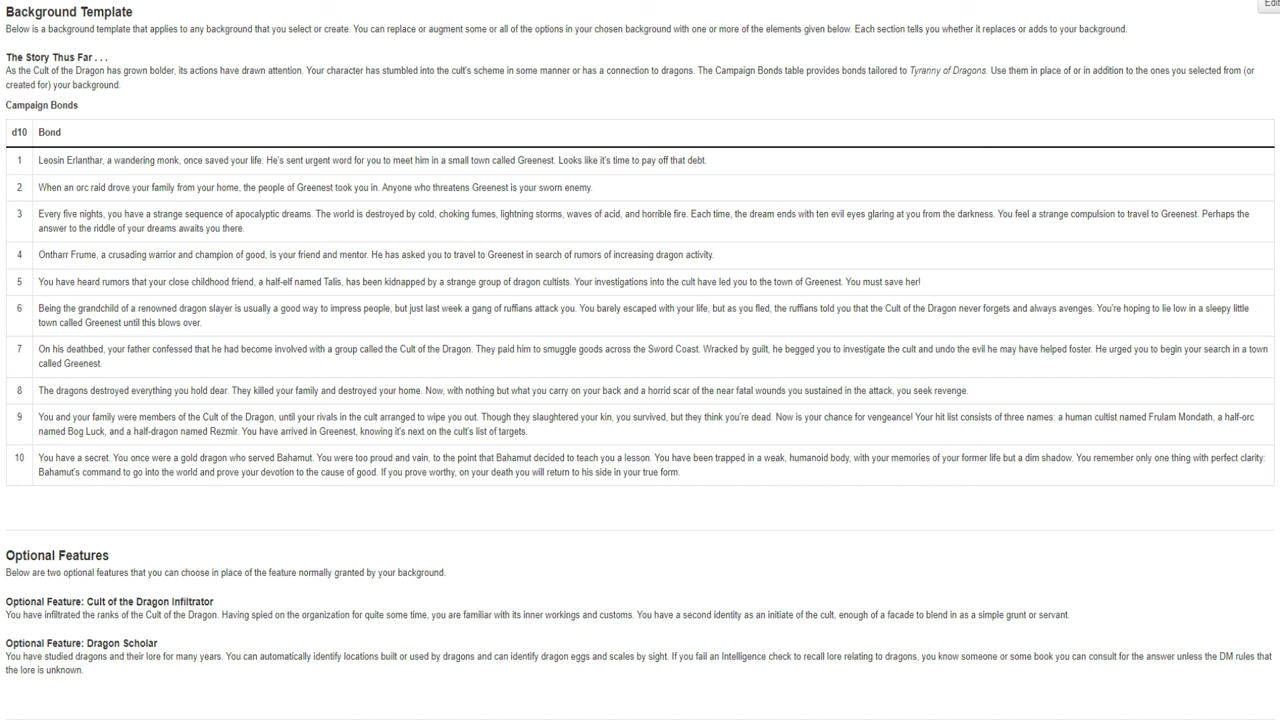 Edit
Background Template
Below is a background template that applies to any background that you select or create. You can replace or augment some or all of the options in your chosen background with one or more of the elements given below. Each section tells you whether it replaces or adds to your background.
The Story Thus Far . . .
As the Cult of the Dragon has grown bolder, its actions have drawn attention. Your character has stumbled into the cult's scheme in some manner or has a connection to dragons. The Campaign Bonds table provides bonds tailored to Tyranny of Dragons. Use them in place of or in addition to the ones you selected from (or
created for) your background.
Campaign Bonds
d10 Bond
1 Leosin Erlanthar, a wandering monk, once saved your life. He's sent urgent word for you to meet him in a small town called Greenest. Looks like it's time to pay off that debt.
2 When an orc raid drove your family from your home, the people of Greenest took you in. Anyone who threatens Greenest is your sworn enemy.
3 Every five nights, you have a strange sequence of apocalyptic dreams. The world is destroyed by cold, choking fumes, lightning storms, waves of acid, and horrible fire. Each time, the dream ends with ten evil eyes glaring at you from the darkness. You feel a strange compulsion to travel to Greenest. Perhaps the
answer to the riddle of your dreams awaits you there.
4 Ontharr Frume, a crusading warrior and champion of good, is your friend and mentor. He has asked you to travel to Greenest in search of rumors of increasing dragon activity.
5 You have heard rumors that your close childhood friend, a half-elf named Talis, has been kidnapped by a strange group of dragon cultists. Your investigations into the cult have led you to the town of Greenest. You must save her!
6 Being the grandchild of a renowned dragon slayer is usually a good way to impress people, but just last week a gang of ruffians attack you. You barely escaped with your life, but as you fled, the ruffians told you that the Cult of the Dragon never forgets and always avenges. You're hoping to lie low in a sleepy little
town called Greenest until this blows over.
7 On his deathbed, your father confessed that he had become involved with a group called the Cult of the Dragon. They paid him to smuggle goods across the Sword Coast. Wracked by guilt, he begged you to investigate the cult and undo the evil he may have helped foster. He urged you to begin your search in a town
called Greenest.
8 The dragons destroyed everything you hold dear. They killed your family and destroyed your home. Now, with nothing but what you carry on your back and a horrid scar of the near fatal wounds you sustained in the attack, you seek revenge.
9 You and your family were members of the Cult of the Dragon, until your rivals in the cult arranged to wipe you out. Though they slaughtered your kin, you survived, but they think you're dead. Now is your chance for vengeance! Your hit list consists of three names: a human cultist named Frulam Mondath, a half-orc
named Bog Luck, and a half-dragon named Rezmir. You have arrived in Greenest, knowing it's next on the cult's list of targets.
10 You have a secret. You once were a gold dragon who served Bahamut. You were too proud and vain, to the point that Bahamut decided to teach you a lesson. You have been trapped in a weak, humanoid body, with your memories of your former life but a dim shadow. You remember only one thing with perfect clarity:
Bahamut's command to go into the world and prove your devotion to the cause of good. If you prove worthy, on your death you will return to his side in your true form.
Optional Features
Below are two optional features that you can choose in place of the feature normally granted by your background.
Optional Feature: Cult of the Dragon Infiltrator
You have infiltrated the ranks of the Cult of the Dragon. Having spied on the organization for quite some time, you are familiar with its inner workings and customs. You have a second identity as an initiate of the cult, enough of a facade to blend in as a simple grunt or servant.
Optional Feature: Dragon Scholar
You have studied dragons and their lore for many years. You can automatically identify locations built or used by dragons and can identify dragon eggs and scales by sight. If you fail an Intelligence check to recall lore relating to dragons, you know someone or some book you can consult for the answer unless the DM rules that
the lore is unknown.